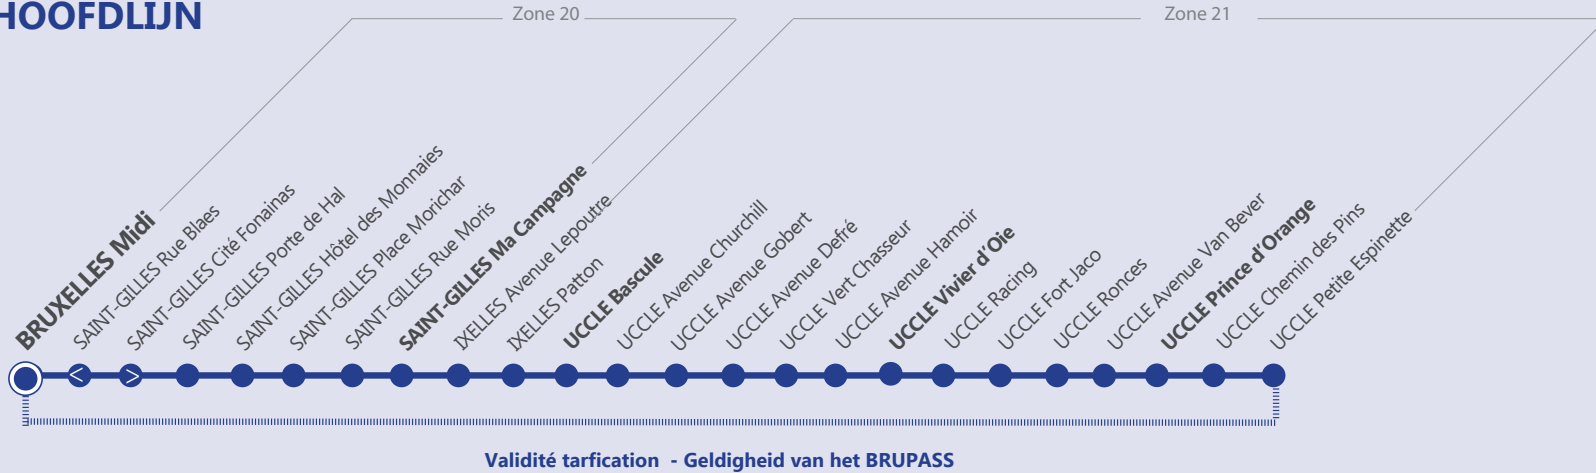 HOOFDLIJN
Zone 20
Zone 21
BRUXELLES Midi
SAINT-GILLES Rue Blaes
SAINT-GILLES Cité Fonainas
SAINT-GILLES Porte de Hal
SAINT-GILLES Hôtel des Monnaies
SAINT-GILLES Place Morichar
SAINT-GILLES Rue Moris
SAINT-GILLES Ma Campagne
IXELLES Avenue Lepoutre
IXELLES Patton
UCCLE Bascule
UCCLE Avenue Churchill
UCCLE Avenue Gobert
UCCLE Avenue Defré
UCCLE Vert Chasseur
UCCLE Avenue Hamoir
UCCLE Vivier d'Oie
UCCLE Racing
UCCLE Fort Jaco
UCCLE Ronces
UCCLE Avenue Van Bever
UCCLE Prince d'Orange
UCCLE Chemin des Pins
UCCLE Petite Espinette
< >
Validité tarfication - Geldigheid van het BRUPASS